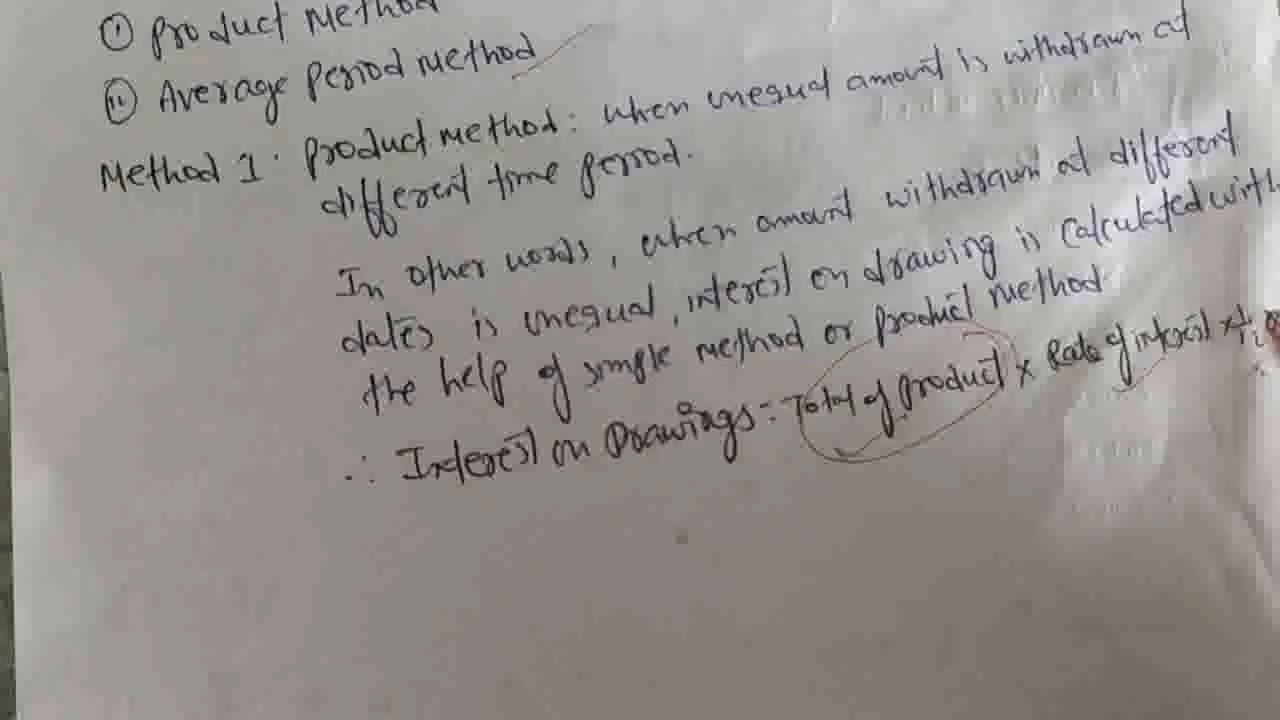 ① Product Method
② Average Period Method
Method 1: Product method: when unequal amount is withdrawn at
different time period.
In other words, when amount withdrawn at different
dates is unequal, interest on drawing is calculated with
the help of simple method or product method.
∴ Interest on Drawings = Total of product × Rate of interest ×